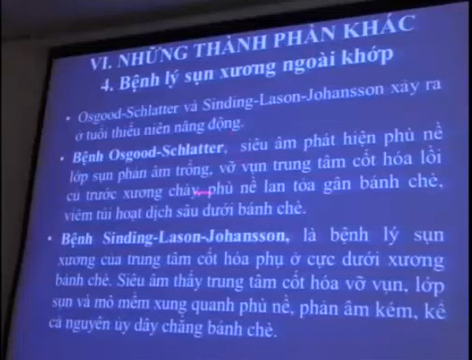 VI. NHỮNG THÀNH PHẦN KHÁC
4. Bệnh lý sụn xương ngoài khớp
• Osgood-Schlatter và Sinding-Lason-Johansson xảy ra
ở tuổi thiếu niên năng động.
• Bệnh Osgood-Schlatter, siêu âm phát hiện phù nề
lớp sụn phản âm trống, vỡ vụn trung tâm cốt hóa lồi
củ trước xương chày, phù nề lan tỏa gân bánh chè,
viêm túi hoạt dịch sâu dưới bánh chè.
• Bệnh Sinding-Lason-Johansson, là bệnh lý sụn
xương của trung tâm cốt hóa phụ ở cực dưới xương
bánh chè. Siêu âm thấy trung tâm cốt hóa vỡ vụn, lớp
sụn và mô mềm xung quanh phù nề, phản âm kém, kể
cả nguyên ủy dây chằng bánh chè.